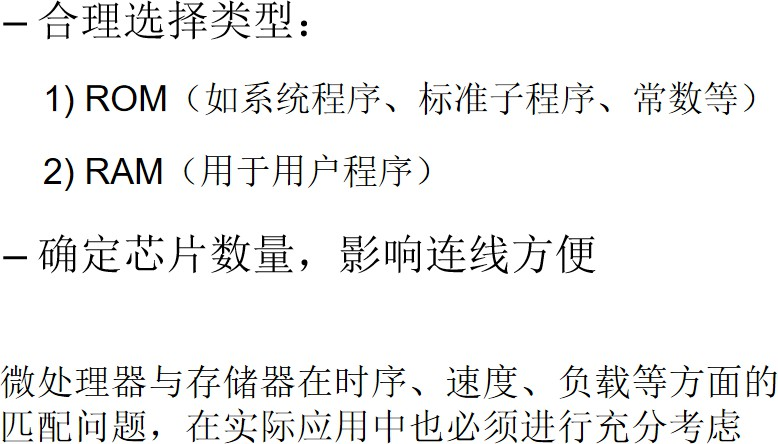 – 合理选择类型：
1) ROM（如系统程序、标准子程序、常数等）
2) RAM（用于用户程序）
– 确定芯片数量，影响连线方便
微处理器与存储器在时序、速度、负载等方面的
匹配问题，在实际应用中也必须进行充分考虑